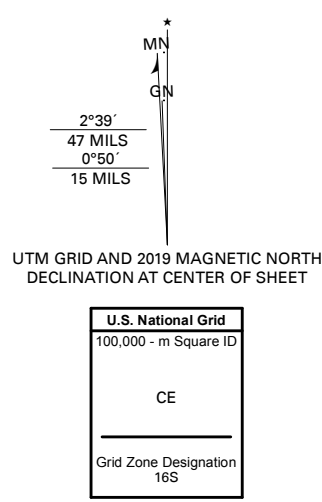 ★
MN
GN
2°39´
47 MILS
0°50´
15 MILS
UTM GRID AND 2019 MAGNETIC NORTH
DECLINATION AT CENTER OF SHEET
U.S. National Grid
100,000 - m Square ID
CE
Grid Zone Designation
16S